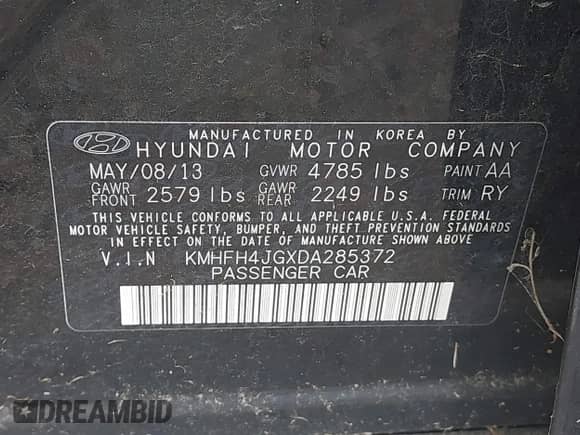 MANUFACTURED IN KOREA BY
HYUNDAI MOTOR COMPANY
MAY/08/13 GVWR 4785 lbs PAINT AA
GAWR FRONT 2579 lbs GAWR REAR 2249 lbs TRIM RY
THIS VEHICLE CONFORMS TO ALL APPLICABLE U.S.A. FEDERAL
MOTOR VEHICLE SAFETY, BUMPER, AND THEFT PREVENTION STANDARDS
IN EFFECT ON THE DATE OF MANUFACTURE SHOWN ABOVE
V.I.N KMHFH4JGXDA285372
PASSENGER CAR
DREAMBID